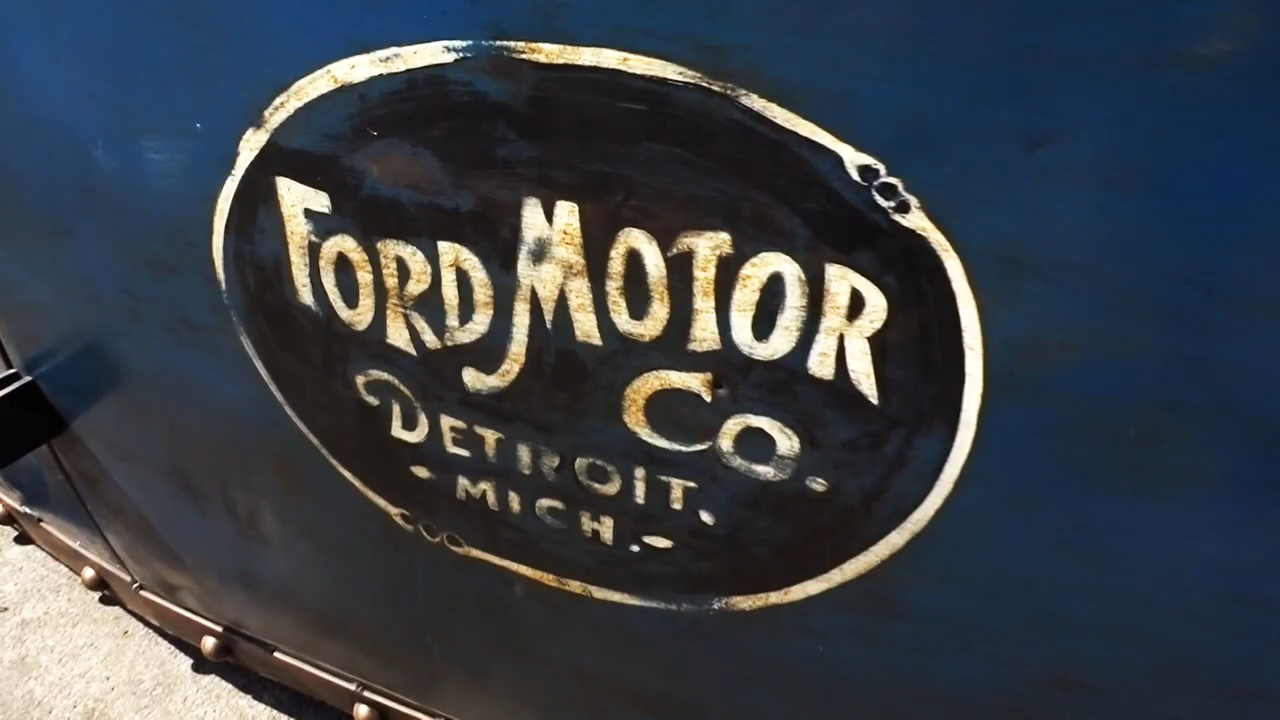 FORD MOTOR
CO.
DETROIT.
- MICH. -